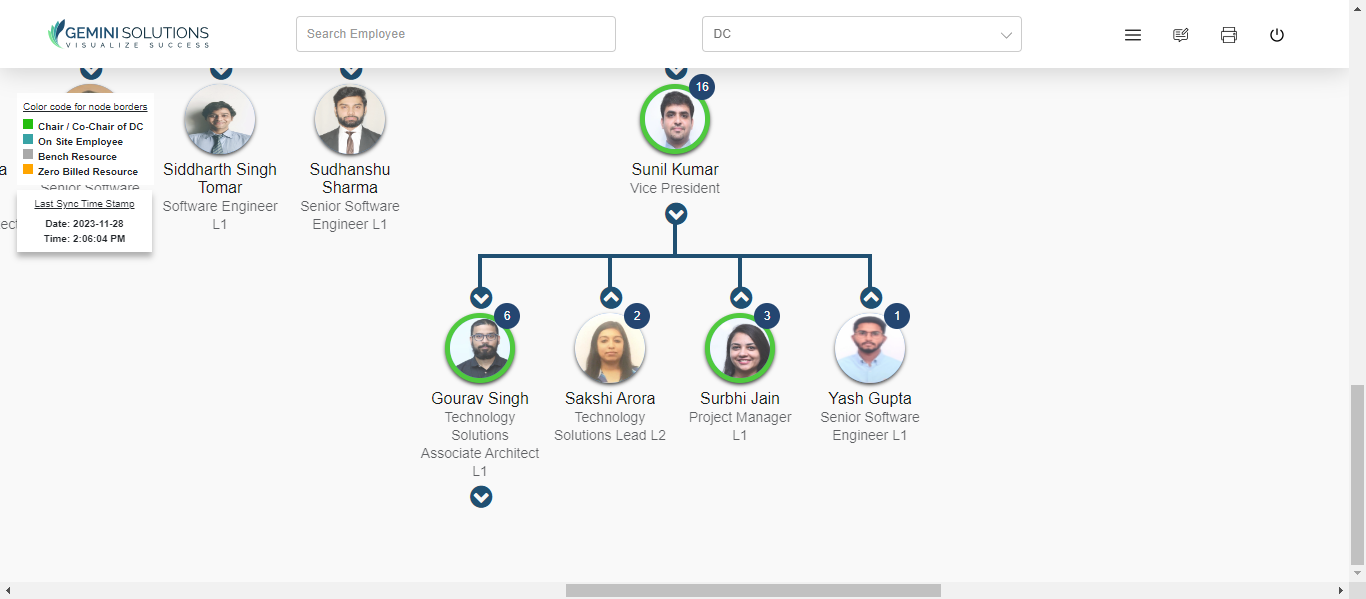 GEMINI SOLUTIONS
VISUALIZE SUCCESS
Search Employee
DC
Color code for node borders
Chair / Co-Chair of DC
On Site Employee
Bench Resource
Zero Billed Resource
Last Sync Time Stamp
Date: 2023-11-28
Time: 2:06:04 PM
a
Senior Software
ect
Siddharth Singh
Tomar
Software Engineer
L1
Sudhanshu
Sharma
Senior Software
Engineer L1
16
Sunil Kumar
Vice President
6
Gourav Singh
Technology
Solutions
Associate Architect
L1
2
Sakshi Arora
Technology
Solutions Lead L2
3
Surbhi Jain
Project Manager
L1
1
Yash Gupta
Senior Software
Engineer L1